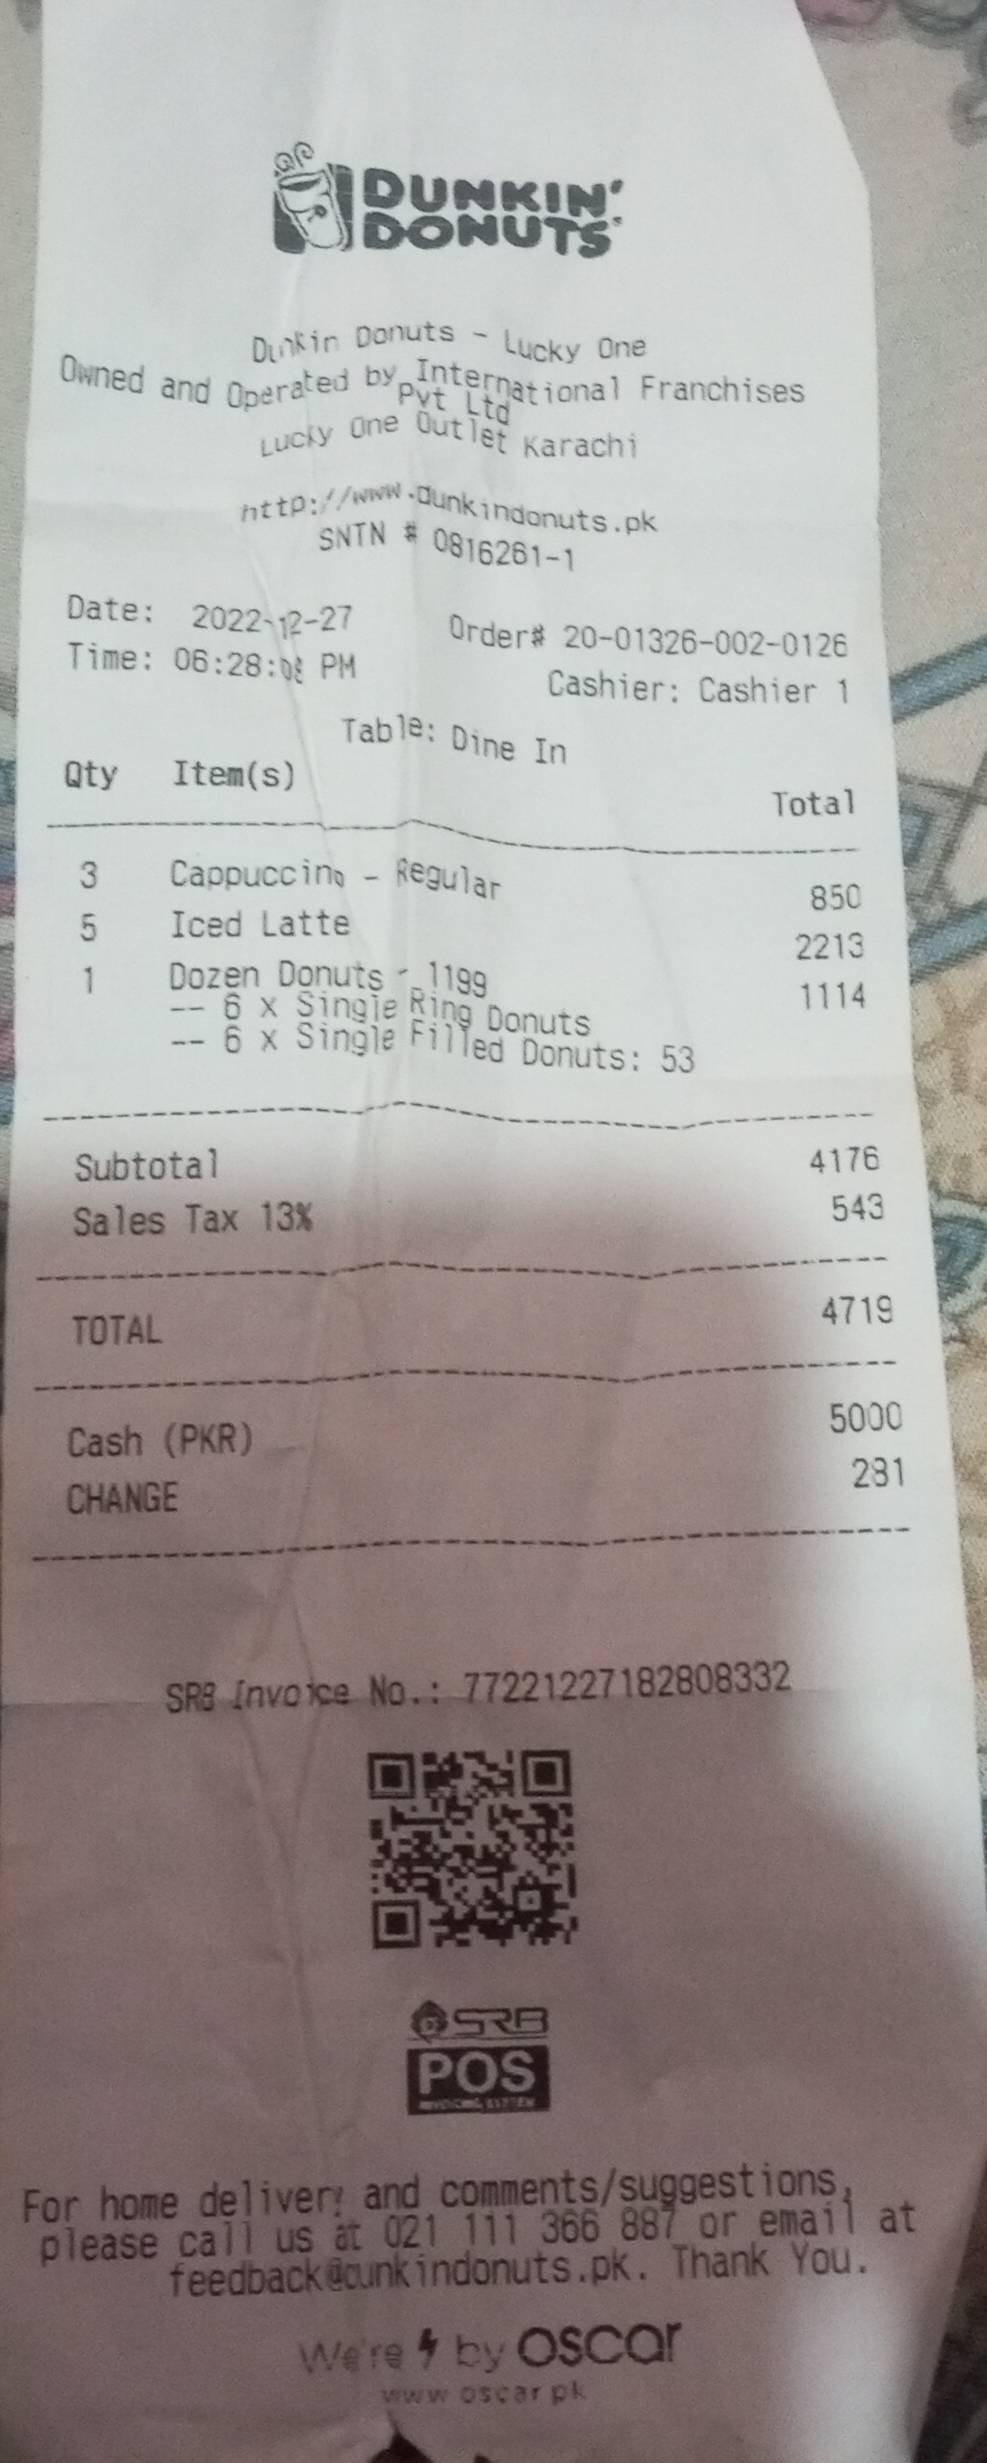 DUNKIN'
DONUTS
Dunkin Donuts - Lucky One
Owned and Operated by International Franchises
Pvt Ltd
Lucky One Outlet Karachi
http://www.dunkindonuts.pk
SNTN # 0816261-1
Date: 2022-12-27 Order# 20-01326-002-0126
Time: 06:28:08 PM Cashier: Cashier 1
Table: Dine In
Qty Item(s) Total
3 Cappuccino - Regular 850
5 Iced Latte 2213
1 Dozen Donuts - 1199 1114
-- 6 x Single Ring Donuts
-- 6 x Single Filled Donuts: 53
Subtotal 4176
Sales Tax 13% 543
TOTAL 4719
Cash (PKR) 5000
CHANGE 281
SRB Invoice No.: 77221227182808332
SRB
POS
INVOICING SYSTEM
For home delivery and comments/suggestions,
please call us at 021 111 366 887 or email at
feedback@dunkindonuts.pk. Thank You.
We're by oscar
www oscar pk